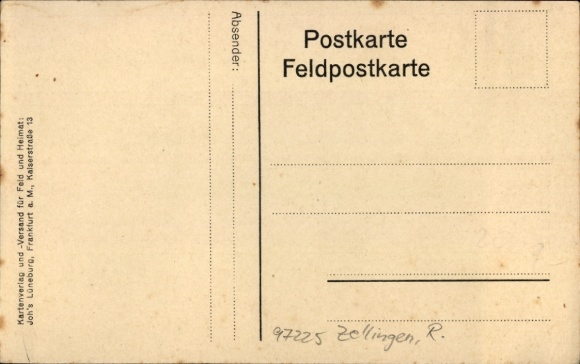 Kartenverlag und -Versand für Feld und Heimat:
Joh's Lüneburg, Frankfurt a. M., Kaiserstraße 13
Absender:
Postkarte
Feldpostkarte
97225 Zellingen, R.